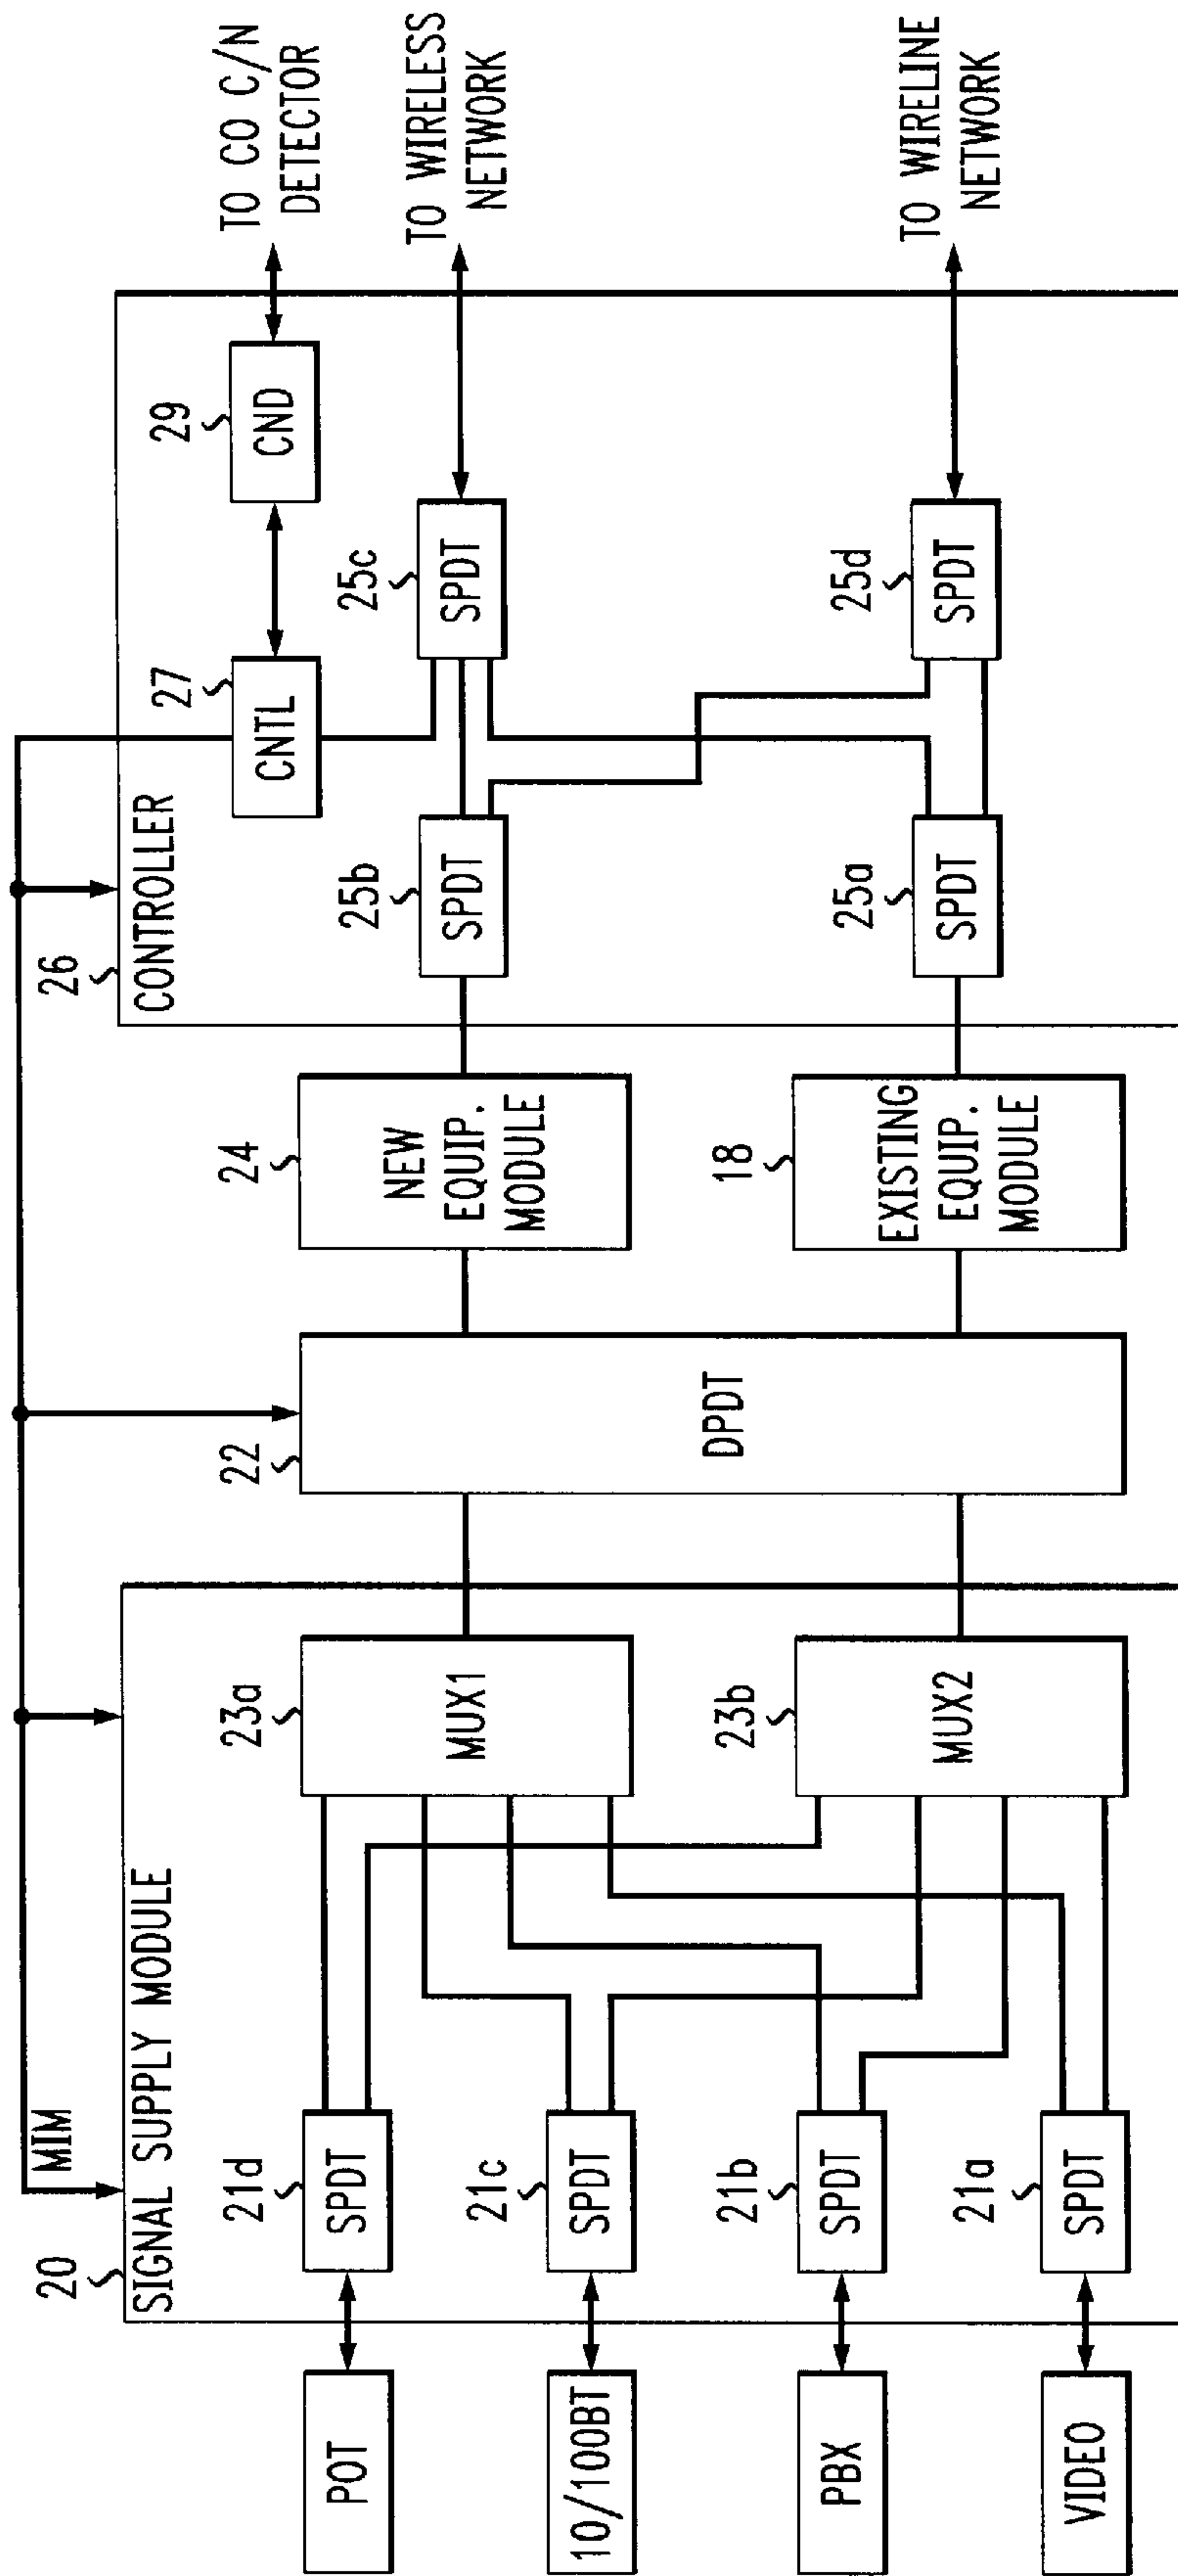 TO CO C/N
DETECTOR
TO WIRELESS
NETWORK
TO WIRELINE
NETWORK
26
CONTROLLER
27
CNTL
29
CND
25b
SPDT
25c
SPDT
25a
SPDT
25d
SPDT
24
NEW
EQUIP.
MODULE
18
EXISTING
EQUIP.
MODULE
22
DPDT
20
MIM
SIGNAL SUPPLY MODULE
23a
MUX1
23b
MUX2
21d
SPDT
21c
SPDT
21b
SPDT
21a
SPDT
POT
10/100BT
PBX
VIDEO